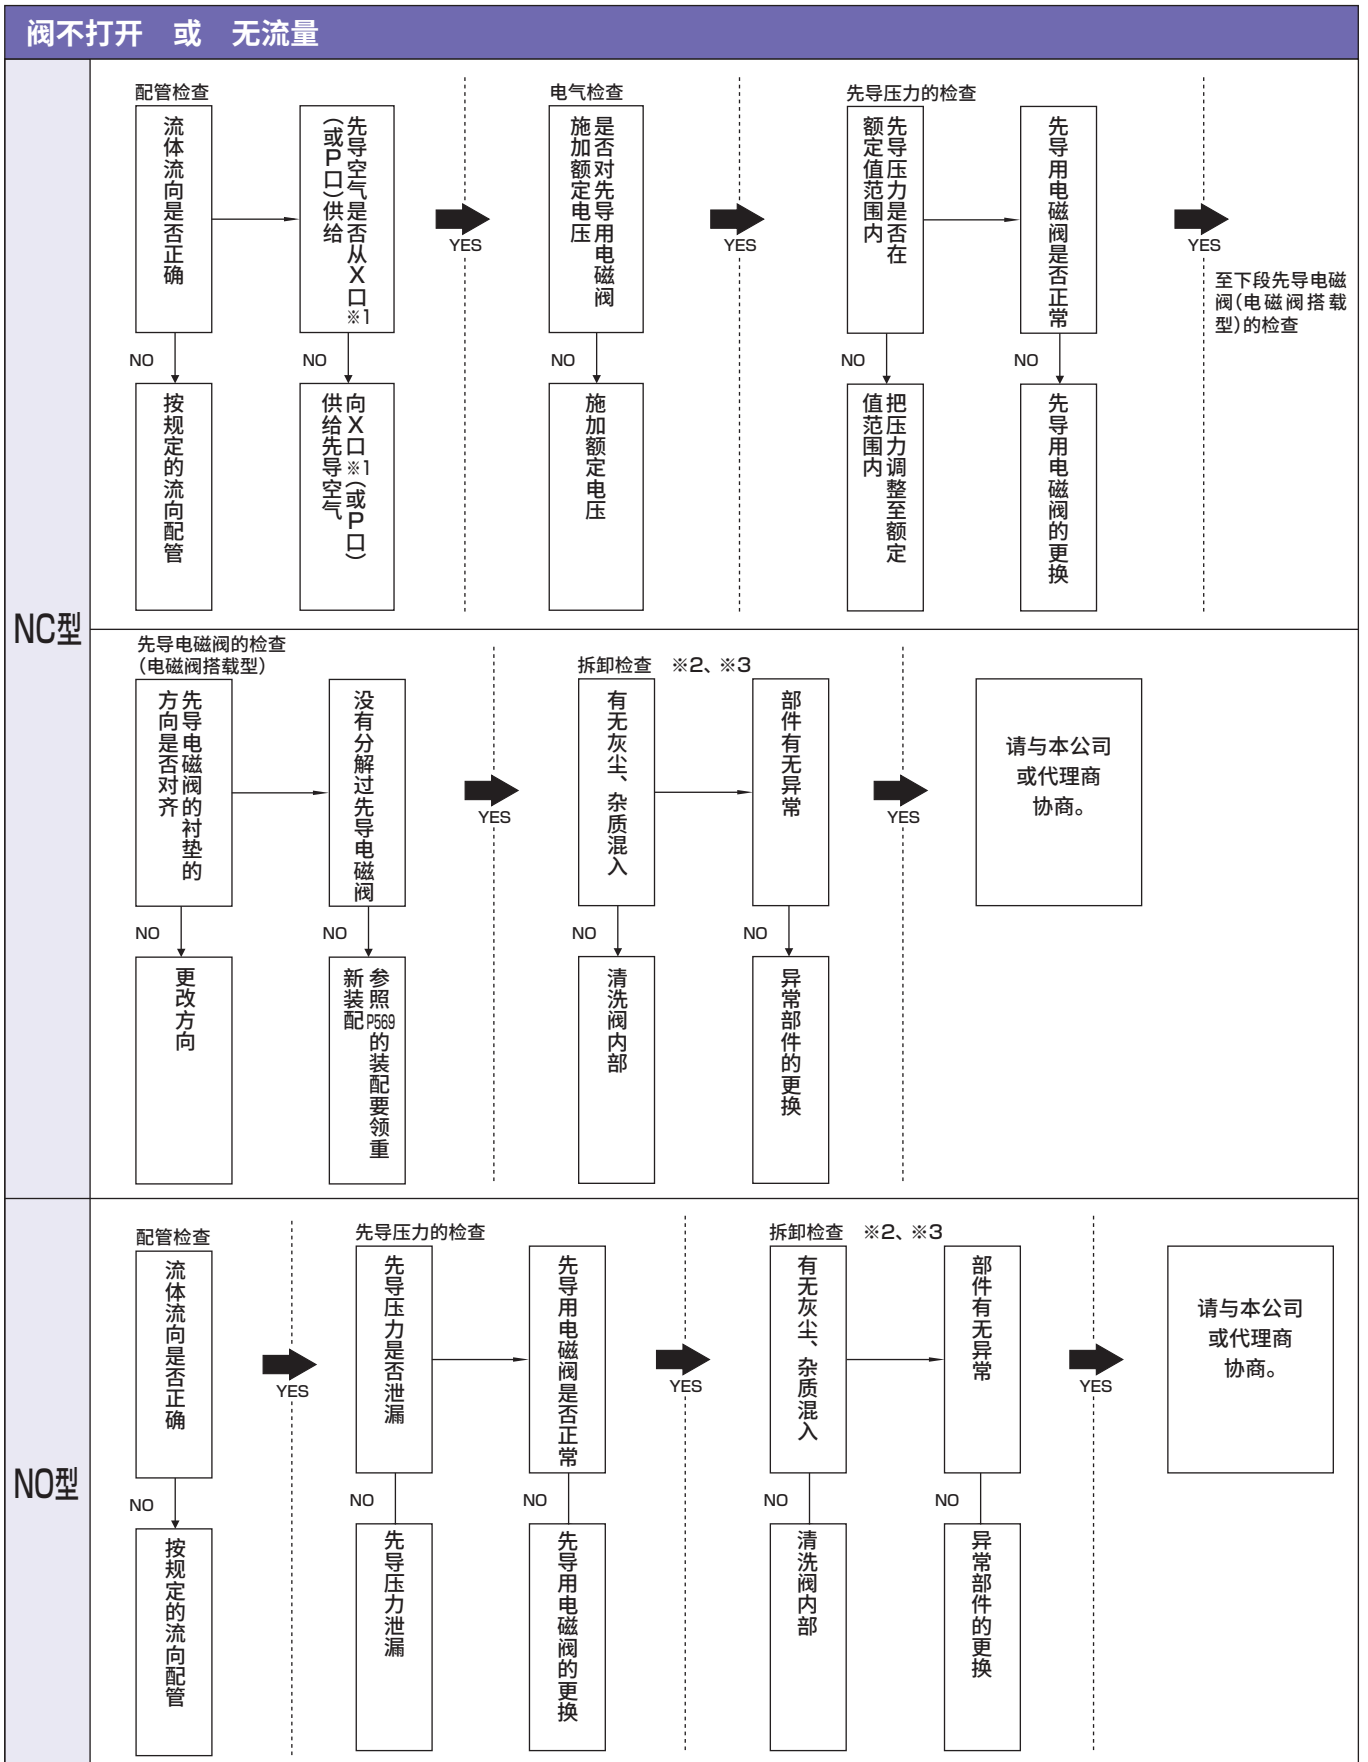 阀不打开　或　无流量
NC型
配管检查
流体流向是否正确
NO
按规定的流向配管
先导空气是否从X口※1
（或P口）供给
NO
向X口※1（或P口）
供给先导空气
YES
电气检查
是否对先导用电磁阀
施加额定电压
NO
施加额定电压
YES
先导压力的检查
先导压力是否在
额定值范围内
NO
把压力调整至额定
值范围内
先导用电磁阀是否正常
NO
先导用电磁阀的更换
YES
至下段先导电磁
阀(电磁阀搭载
型)的检查
先导电磁阀的检查
（电磁阀搭载型）
先导电磁阀的衬垫的
方向是否对齐
NO
更改方向
没有分解过先导电磁阀
NO
参照P569的装配要领重
新装配
YES
拆卸检查　※2、※3
有无灰尘、杂质混入
NO
清洗阀内部
部件有无异常
NO
异常部件的更换
YES
请与本公司
或代理商
协商。
NO型
配管检查
流体流向是否正确
NO
按规定的流向配管
YES
先导压力的检查
先导压力是否泄漏
NO
先导压力泄漏
先导用电磁阀是否正常
NO
先导用电磁阀的更换
YES
拆卸检查　※2、※3
有无灰尘、杂质混入
NO
清洗阀内部
部件有无异常
NO
异常部件的更换
YES
请与本公司
或代理商
协商。